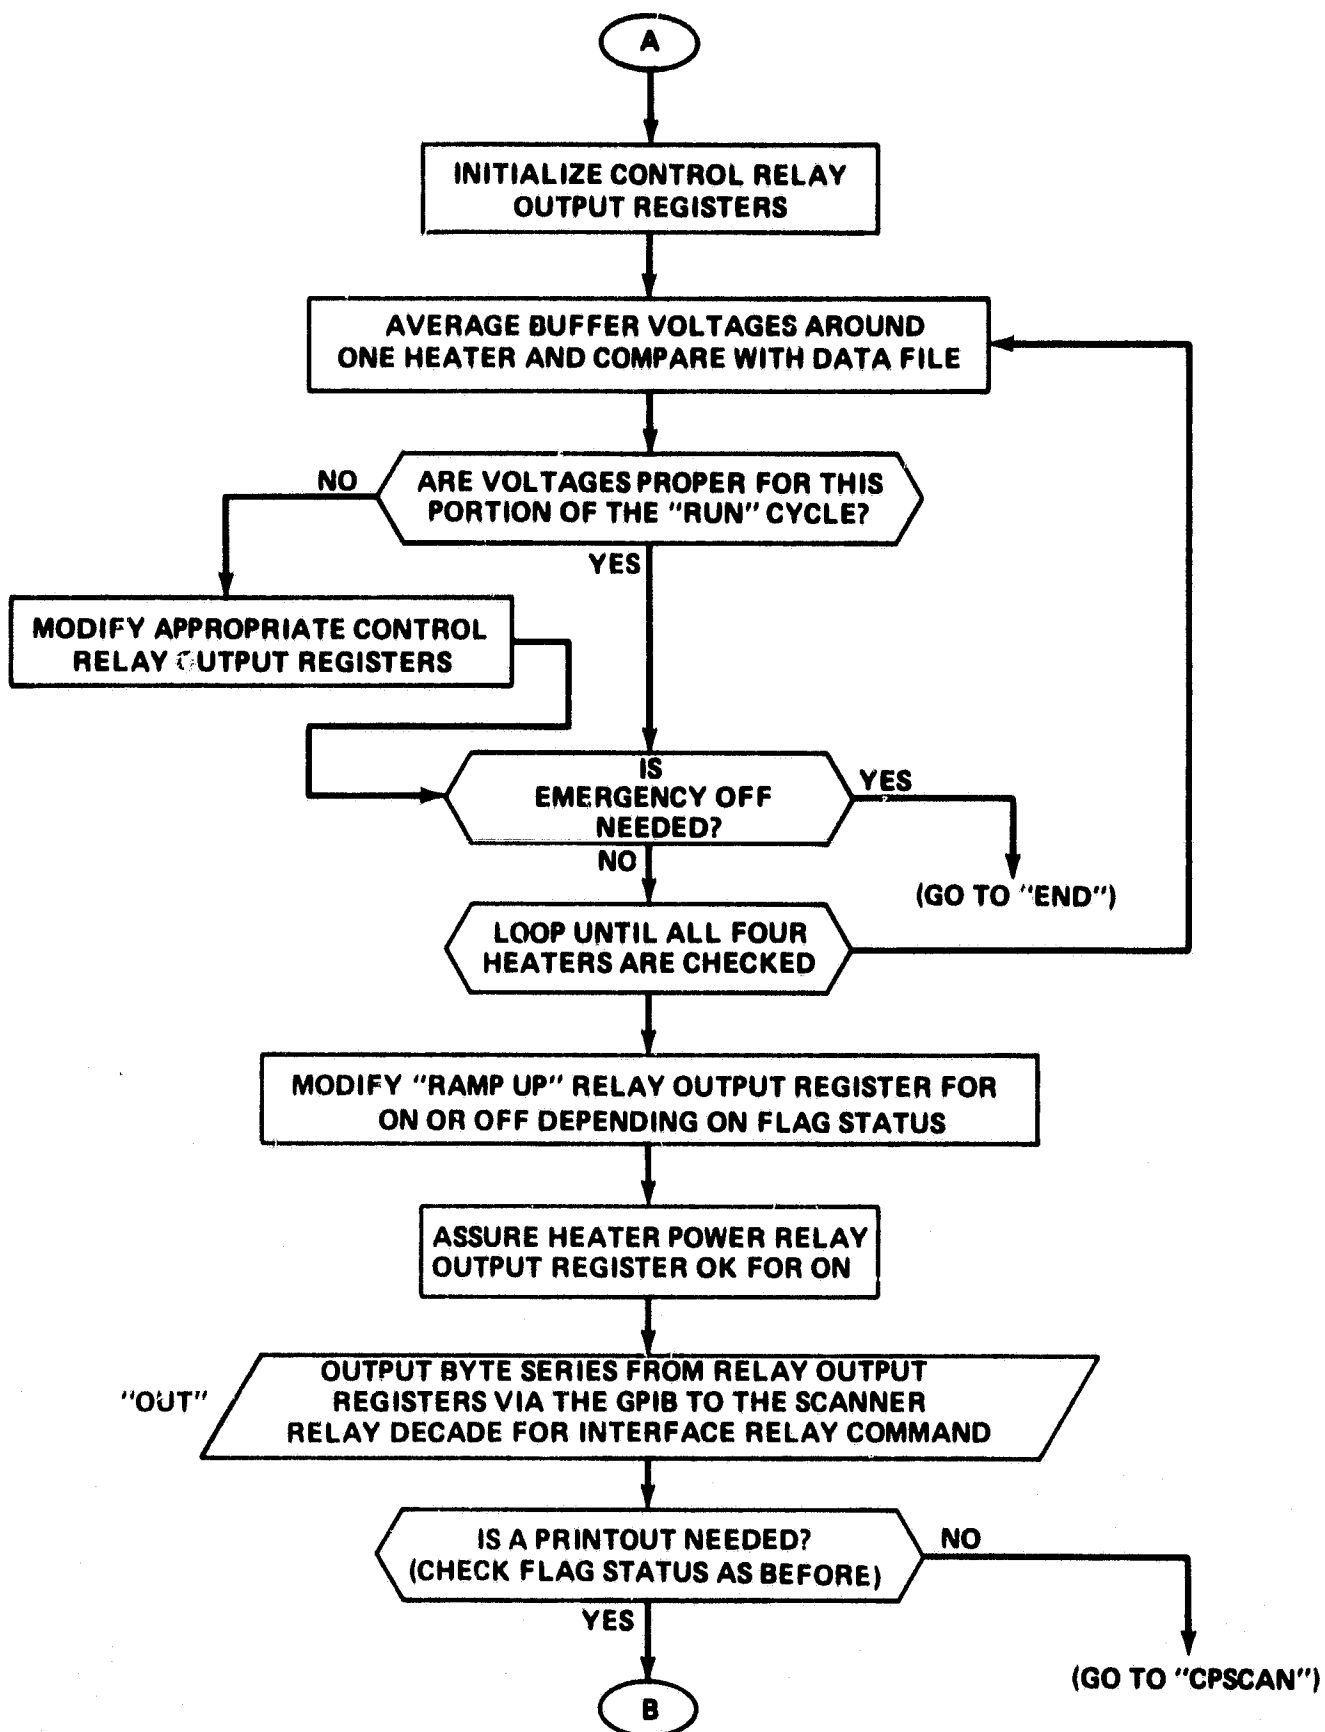 A
INITIALIZE CONTROL RELAY
OUTPUT REGISTERS
AVERAGE BUFFER VOLTAGES AROUND
ONE HEATER AND COMPARE WITH DATA FILE
NO
ARE VOLTAGES PROPER FOR THIS
PORTION OF THE "RUN" CYCLE?
YES
MODIFY APPROPRIATE CONTROL
RELAY OUTPUT REGISTERS
IS
EMERGENCY OFF
NEEDED?
YES
NO
(GO TO "END")
LOOP UNTIL ALL FOUR
HEATERS ARE CHECKED
MODIFY "RAMP UP" RELAY OUTPUT REGISTER FOR
ON OR OFF DEPENDING ON FLAG STATUS
ASSURE HEATER POWER RELAY
OUTPUT REGISTER OK FOR ON
"OUT"
OUTPUT BYTE SERIES FROM RELAY OUTPUT
REGISTERS VIA THE GPIB TO THE SCANNER
RELAY DECADE FOR INTERFACE RELAY COMMAND
IS A PRINTOUT NEEDED?
(CHECK FLAG STATUS AS BEFORE)
NO
YES
(GO TO "CPSCAN")
B